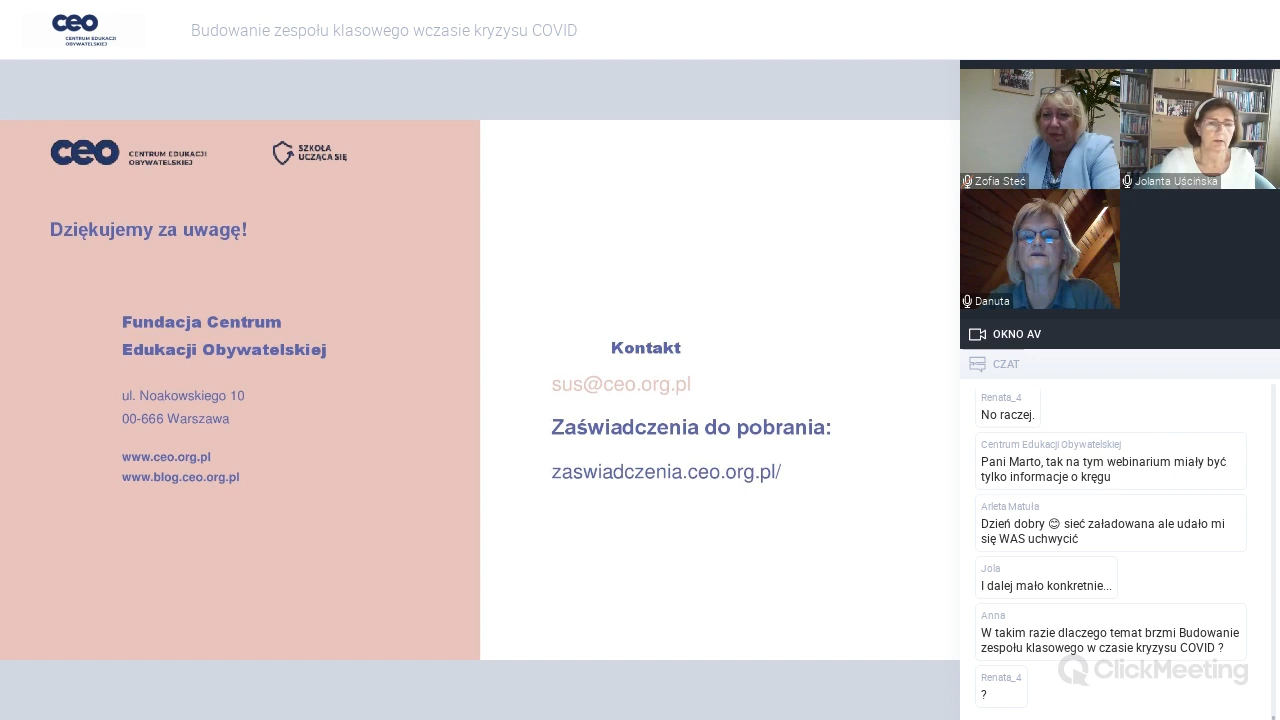 ceo
CENTRUM EDUKACJI
OBYWATELSKIEJ
Budowanie zespołu klasowego wczasie kryzysu COVID
ceo
CENTRUM EDUKACJI
OBYWATELSKIEJ
SZKOŁA
UCZĄCA SIĘ
Dziękujemy za uwagę!
Fundacja Centrum
Edukacji Obywatelskiej
ul. Noakowskiego 10
00-666 Warszawa
www.ceo.org.pl
www.blog.ceo.org.pl
Kontakt
sus@ceo.org.pl
Zaświadczenia do pobrania:
zaswiadczenia.ceo.org.pl/
Zofia Steć
Jolanta Uścińska
Danuta
OKNO AV
CZAT
Renata_4
No raczej.
Centrum Edukacji Obywatelskiej
Pani Marto, tak na tym webinarium miały być
tylko informacje o kręgu
Arleta Matuła
Dzień dobry 😊 sieć załadowana ale udało mi
się WAS uchwycić
Jola
I dalej mało konkretnie...
Anna
W takim razie dlaczego temat brzmi Budowanie
zespołu klasowego w czasie kryzysu COVID ?
Renata_4
?
ClickMeeting